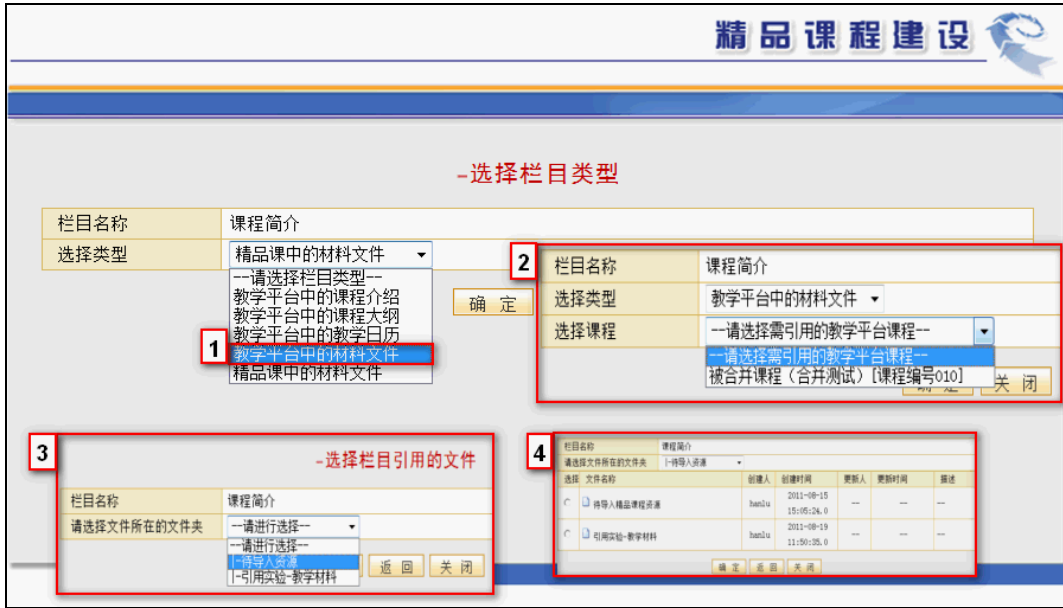 精品课程建设
-选择栏目类型
栏目名称 课程简介
选择类型 精品课中的材料文件
--请选择栏目类型--
教学平台中的课程介绍
教学平台中的课程大纲
教学平台中的教学日历
1 教学平台中的材料文件
精品课中的材料文件
确 定
2
栏目名称 课程简介
选择类型 教学平台中的材料文件
选择课程 --请选择需引用的教学平台课程--
--请选择需引用的教学平台课程--
被合并课程（合并测试）[课程编号010]
确 定 关 闭
3
-选择栏目引用的文件
栏目名称 课程简介
请选择文件所在的文件夹 --请进行选择--
--请进行选择--
|-待导入资源
|-引用实验-教学材料
返 回 关 闭
4
栏目名称 课程简介
请选择文件所在的文件夹 |-待导入资源
选择 文件名称 创建人 创建时间 更新人 更新时间 描述
待导入精品课程资源 hanlu 2011-08-15 15:05:24.0 -- -- --
引用实验-教学材料 hanlu 2011-08-19 11:50:35.0 -- -- --
确 定 返 回 关 闭